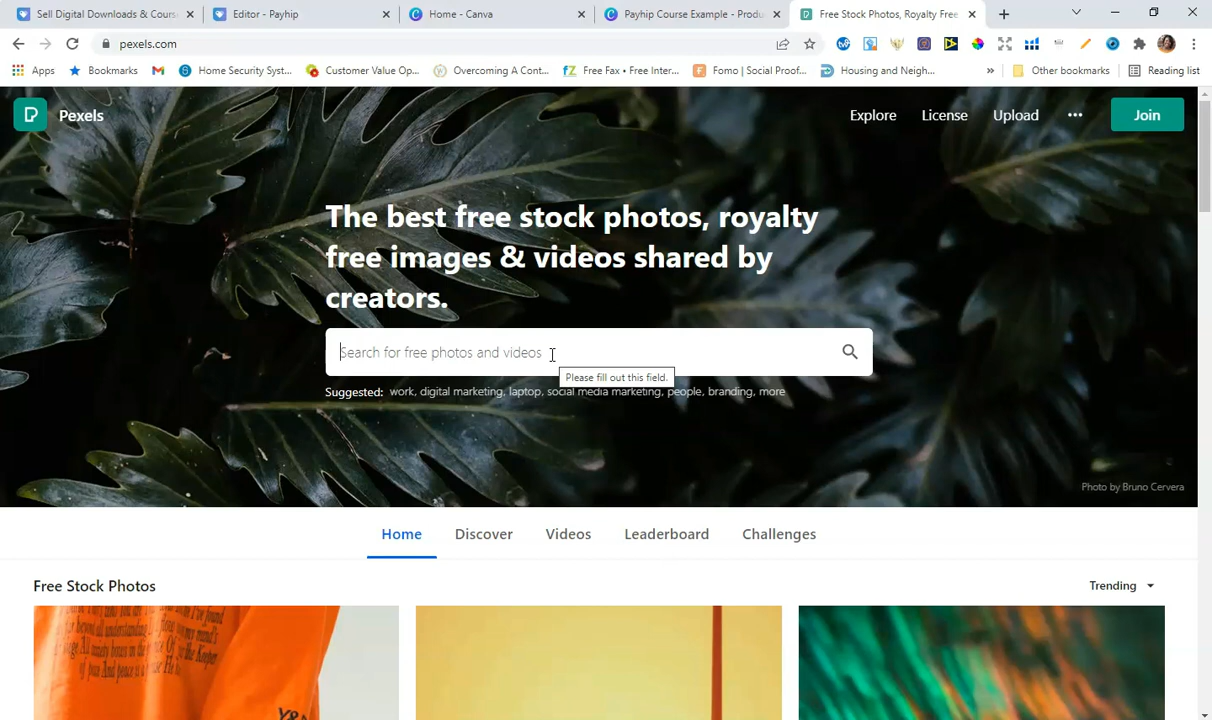 Sell Digital Downloads & Cours
Editor - Payhip
Home - Canva
Payhip Course Example - Produ
Free Stock Photos, Royalty Free
pexels.com
Apps
Bookmarks
Home Security Syst...
Customer Value Op...
Overcoming A Cont...
Free Fax • Free Inter...
Fomo | Social Proof...
Housing and Neigh...
»
Other bookmarks
Reading list
Pexels
Explore
License
Upload
Join
The best free stock photos, royalty
free images & videos shared by
creators.
Search for free photos and videos
Please fill out this field.
Suggested: work, digital marketing, laptop, social media marketing, people, branding, more
Photo by Bruno Cervera
Home
Discover
Videos
Leaderboard
Challenges
Free Stock Photos
Trending